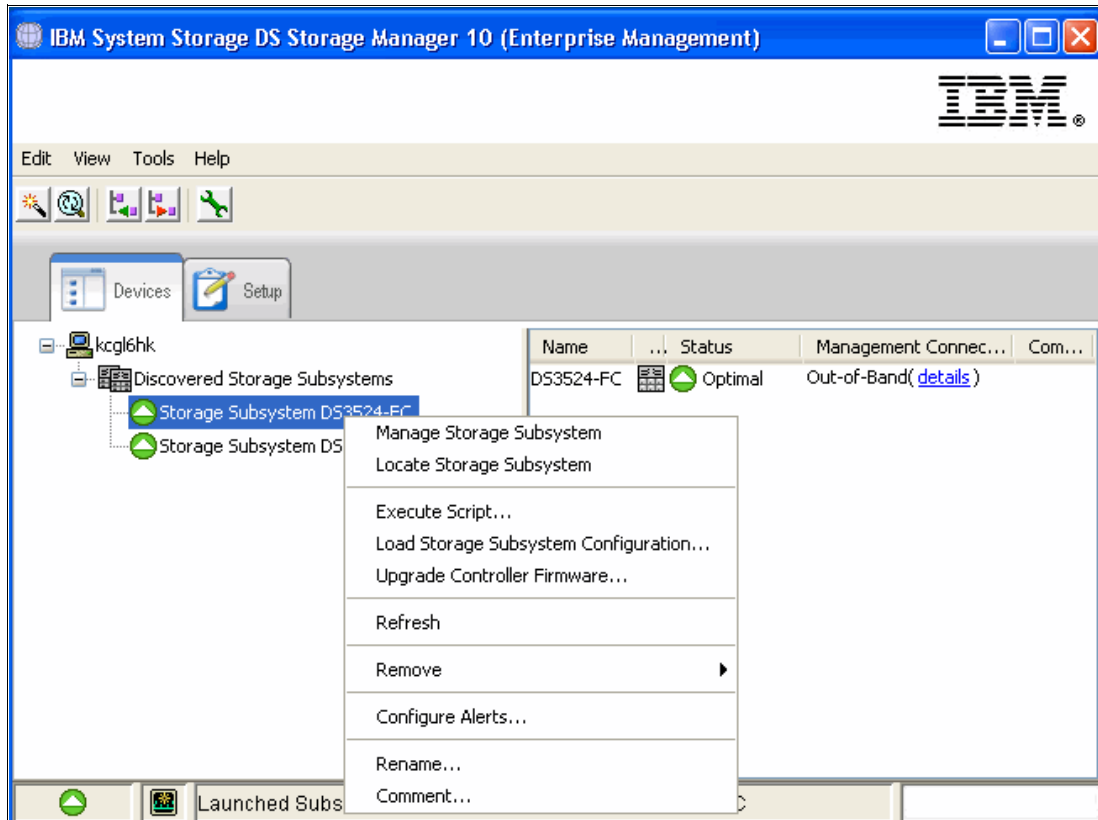 IBM System Storage DS Storage Manager 10 (Enterprise Management)
IBM®
Edit View Tools Help
Devices Setup
kcgl6hk
Discovered Storage Subsystems
Storage Subsystem DS3524-FC
Storage Subsystem DS
Name ... Status Management Connec... Com...
DS3524-FC Optimal Out-of-Band( details )
Manage Storage Subsystem
Locate Storage Subsystem
Execute Script...
Load Storage Subsystem Configuration...
Upgrade Controller Firmware...
Refresh
Remove
Configure Alerts...
Rename...
Comment...
Launched Subs